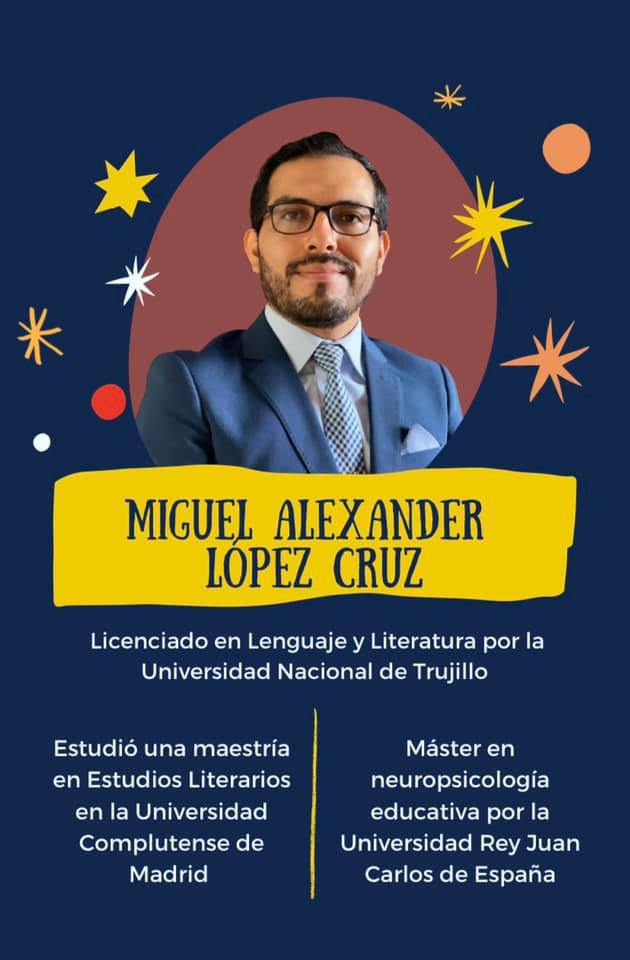 MIGUEL ALEXANDER
LÓPEZ CRUZ
Licenciado en Lenguaje y Literatura por la
Universidad Nacional de Trujillo
Estudió una maestría
en Estudios Literarios
en la Universidad
Complutense de
Madrid
Máster en
neuropsicología
educativa por la
Universidad Rey Juan
Carlos de España